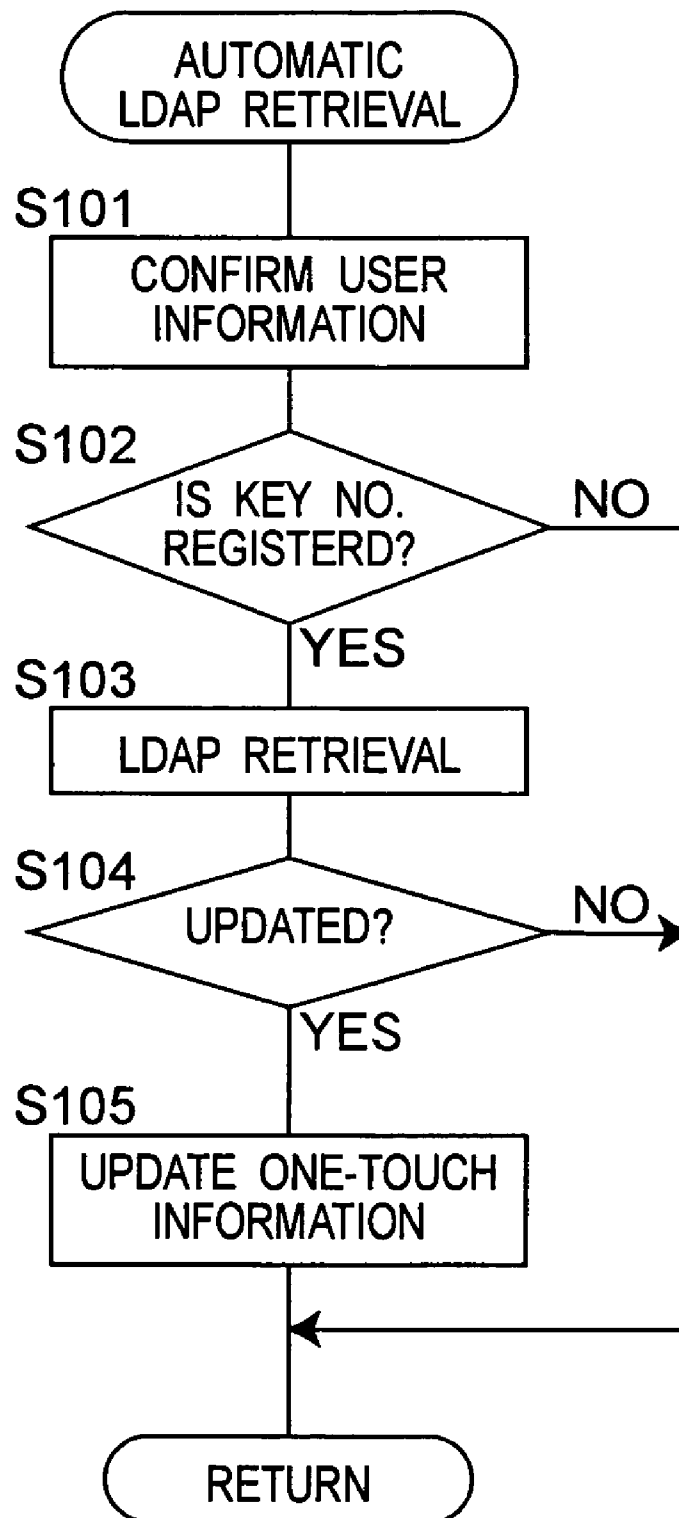 AUTOMATIC
LDAP RETRIEVAL
S101
CONFIRM USER
INFORMATION
S102
IS KEY NO.
REGISTERD?
NO
YES
S103
LDAP RETRIEVAL
S104
UPDATED?
NO
YES
S105
UPDATE ONE-TOUCH
INFORMATION
RETURN